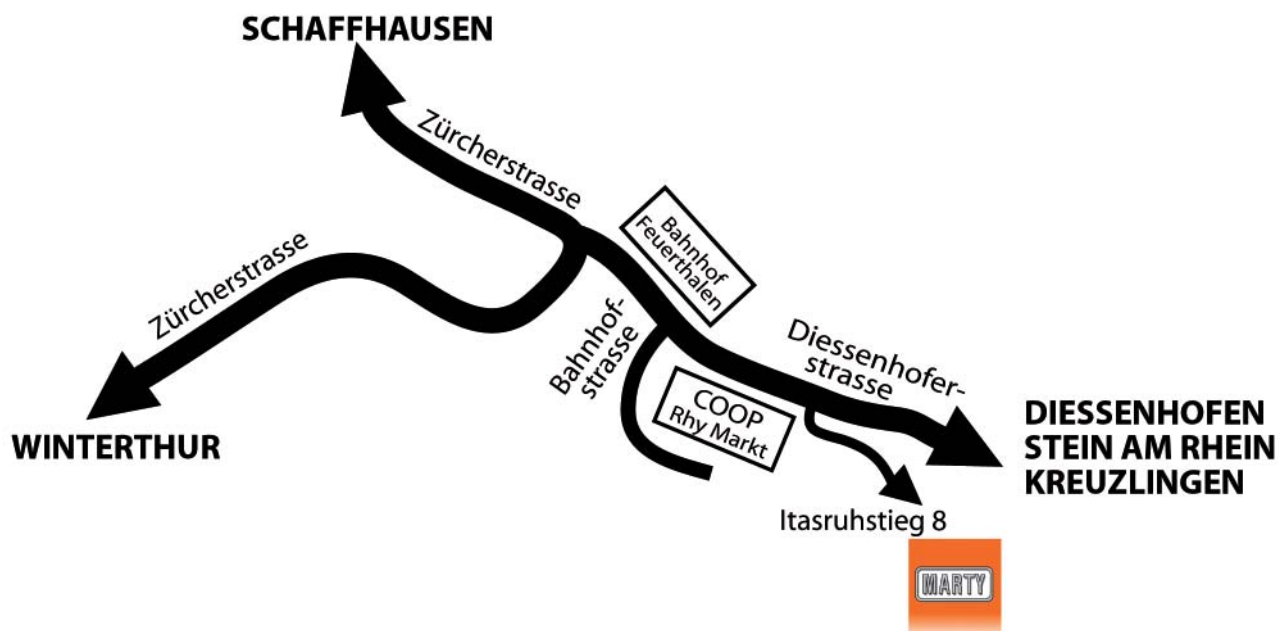 SCHAFFHAUSEN
Zürcherstrasse
Bahnhof
Feuerthalen
Zürcherstrasse
Bahnhof-
strasse
Diessenhofer-
strasse
COOP
Rhy Markt
WINTERTHUR
DIESSENHOFEN
STEIN AM RHEIN
KREUZLINGEN
Itasruhstieg 8
MARTY